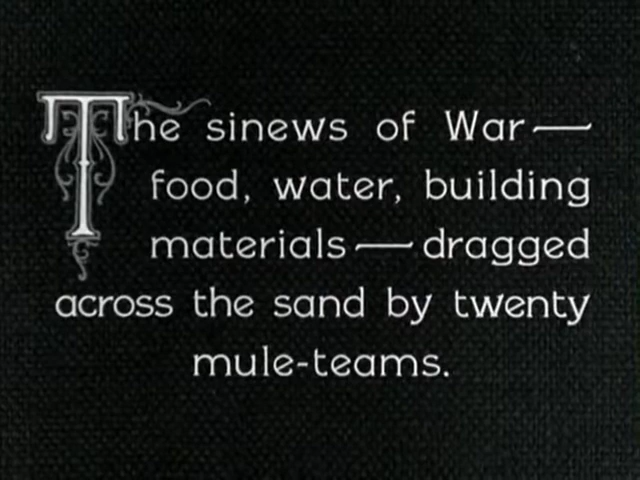 The sinews of War—
food, water, building
materials—dragged
across the sand by twenty
mule-teams.